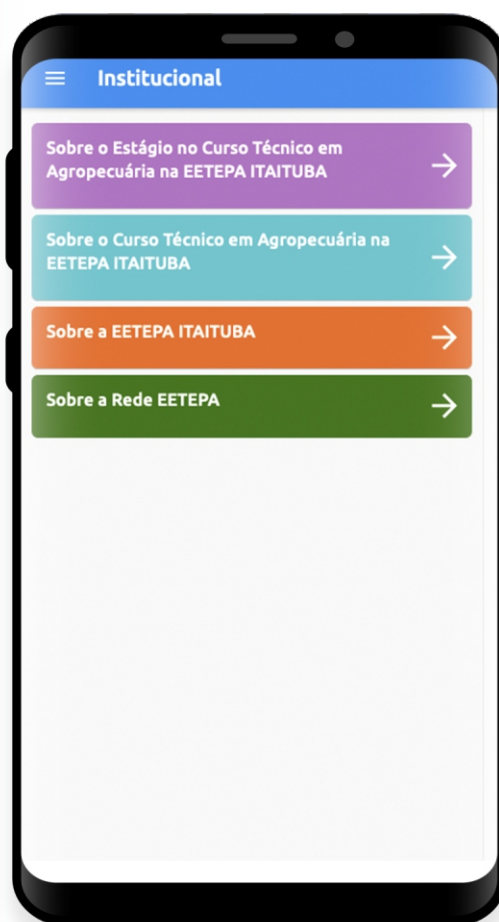 Institucional
Sobre o Estágio no Curso Técnico em
Agropecuária na EETEPA ITAITUBA
Sobre o Curso Técnico em Agropecuária na
EETEPA ITAITUBA
Sobre a EETEPA ITAITUBA
Sobre a Rede EETEPA